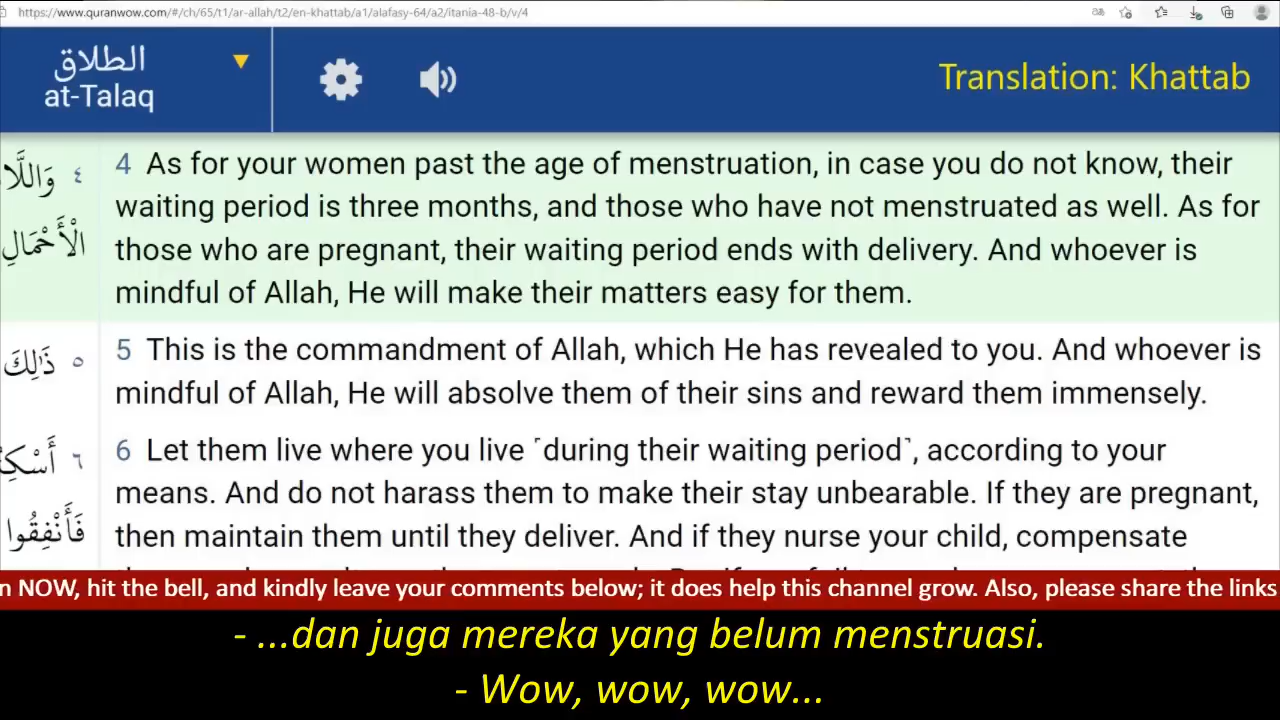 https://www.quranwow.com/#/ch/65/t1/ar-allah/t2/en-khattab/a1/alafasy-64/a2/itania-48-b/v/4
الطلاق
at-Talaq
Translation: Khattab
4 As for your women past the age of menstruation, in case you do not know, their
waiting period is three months, and those who have not menstruated as well. As for
those who are pregnant, their waiting period ends with delivery. And whoever is
mindful of Allah, He will make their matters easy for them.
٤
الْأَحْمَالِ
5 This is the commandment of Allah, which He has revealed to you. And whoever is
mindful of Allah, He will absolve them of their sins and reward them immensely.
٥ ذَٰلِكَ
6 Let them live where you live ˹during their waiting period˺, according to your
means. And do not harass them to make their stay unbearable. If they are pregnant,
then maintain them until they deliver. And if they nurse your child, compensate
٦
فَأَنْفِقُوا
NOW, hit the bell, and kindly leave your comments below; it does help this channel grow. Also, please share the links
- ...dan juga mereka yang belum menstruasi.
- Wow, wow, wow...